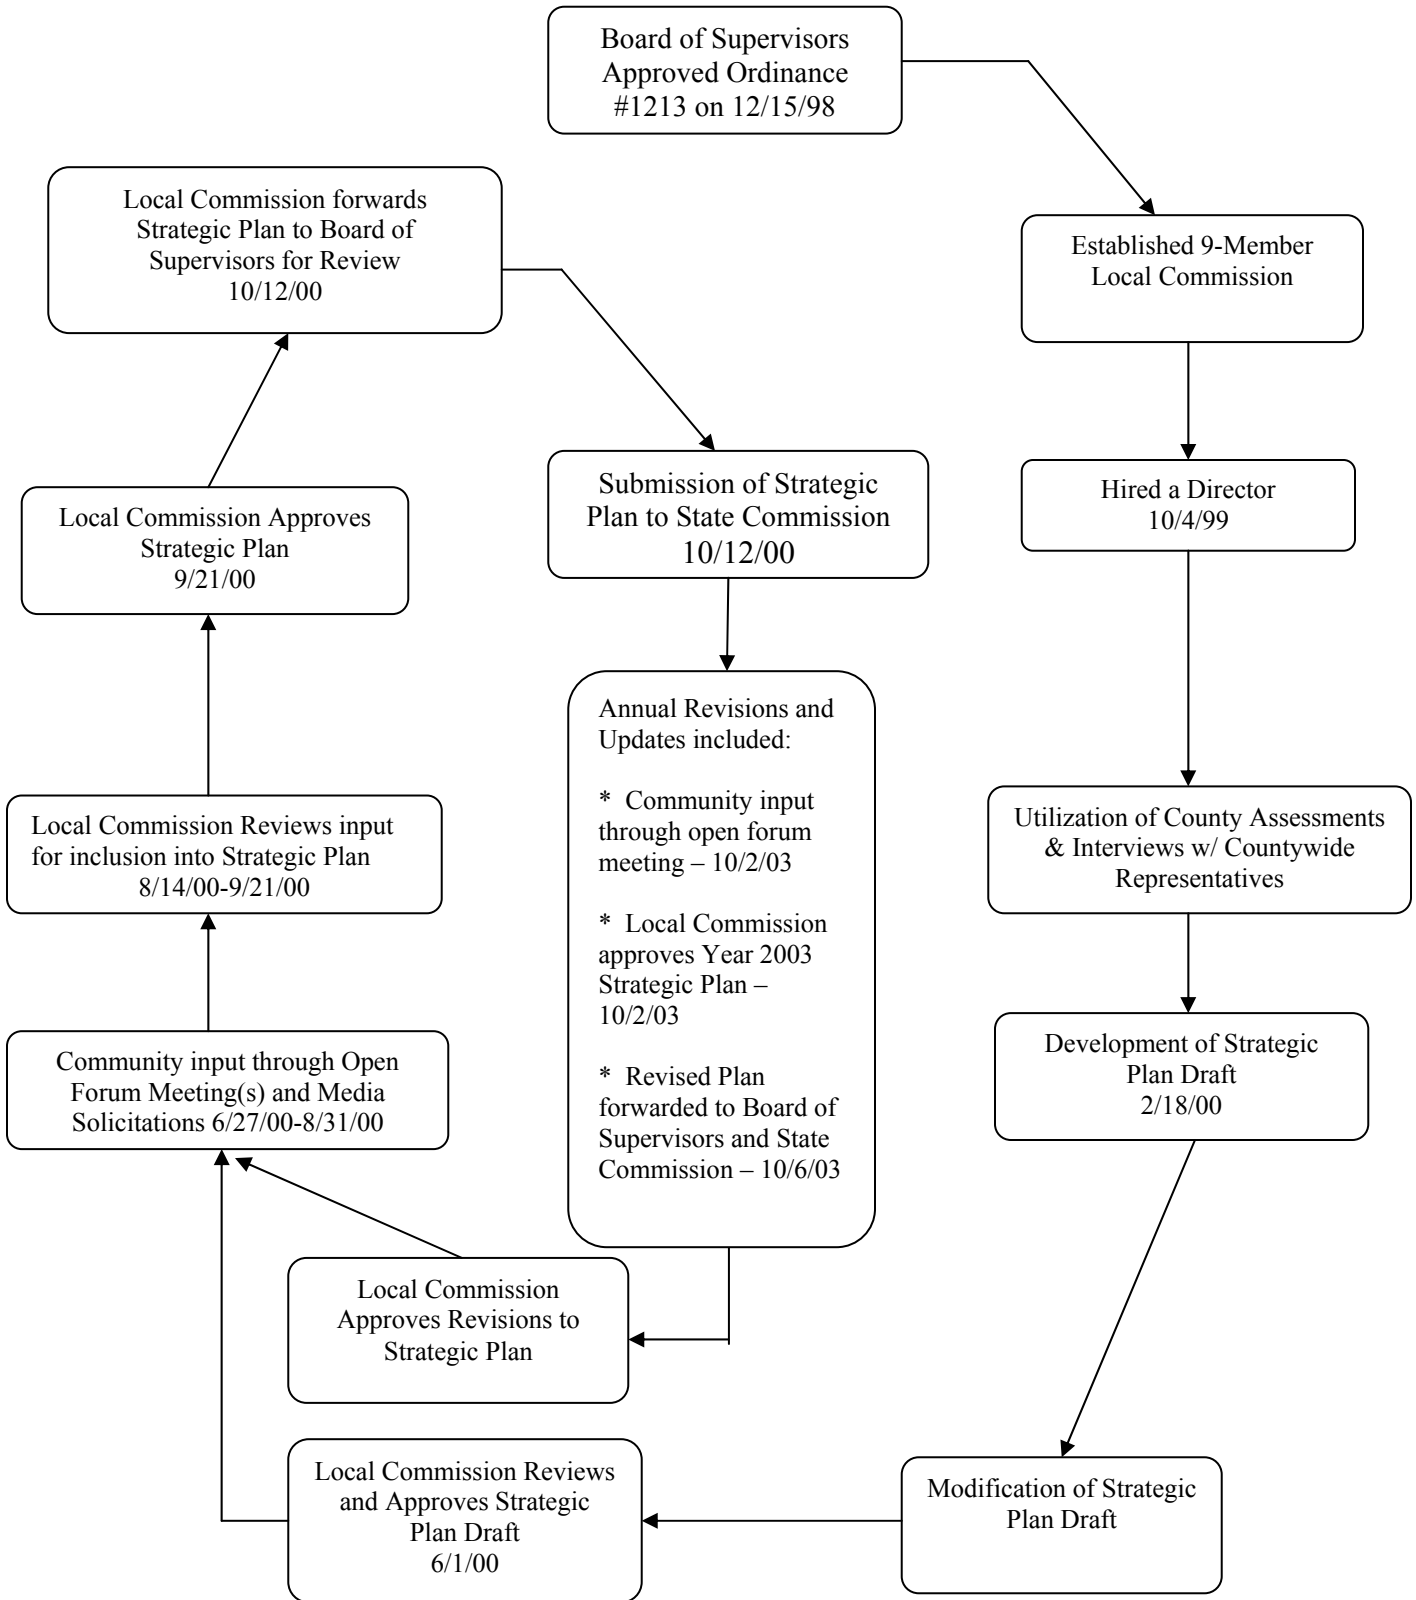 Board of Supervisors
Approved Ordinance
#1213 on 12/15/98
Established 9-Member
Local Commission
Hired a Director
10/4/99
Utilization of County Assessments
& Interviews w/ Countywide
Representatives
Development of Strategic
Plan Draft
2/18/00
Modification of Strategic
Plan Draft
Local Commission Reviews
and Approves Strategic
Plan Draft
6/1/00
Community input through Open
Forum Meeting(s) and Media
Solicitations 6/27/00-8/31/00
Local Commission Reviews input
for inclusion into Strategic Plan
8/14/00-9/21/00
Local Commission Approves
Strategic Plan
9/21/00
Local Commission forwards
Strategic Plan to Board of
Supervisors for Review
10/12/00
Submission of Strategic
Plan to State Commission
10/12/00
Annual Revisions and
Updates included:
* Community input
through open forum
meeting – 10/2/03
* Local Commission
approves Year 2003
Strategic Plan –
10/2/03
* Revised Plan
forwarded to Board of
Supervisors and State
Commission – 10/6/03
Local Commission
Approves Revisions to
Strategic Plan